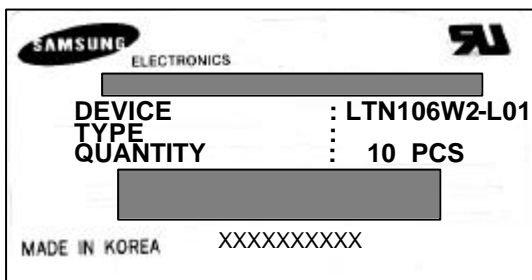 SAMSUNG
ELECTRONICS
DEVICE : LTN106W2-L01
TYPE :
QUANTITY : 10 PCS
MADE IN KOREA XXXXXXXXXX